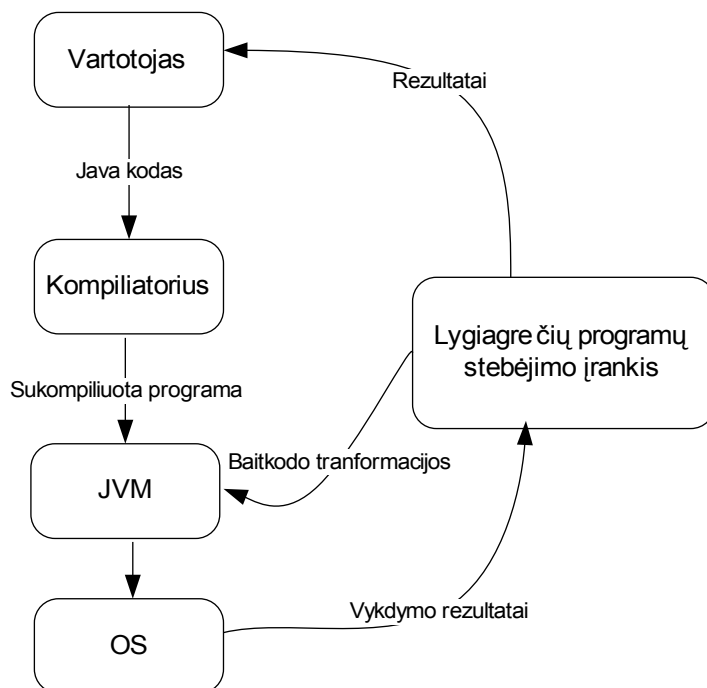 Vartotojas
Rezultatai
Java kodas
Kompiliatorius
Lygiagrečių programų
stebėjimo įrankis
Sukompiliuota programa
Baitkodo tranformacijos
JVM
Vykdymo rezultatai
OS